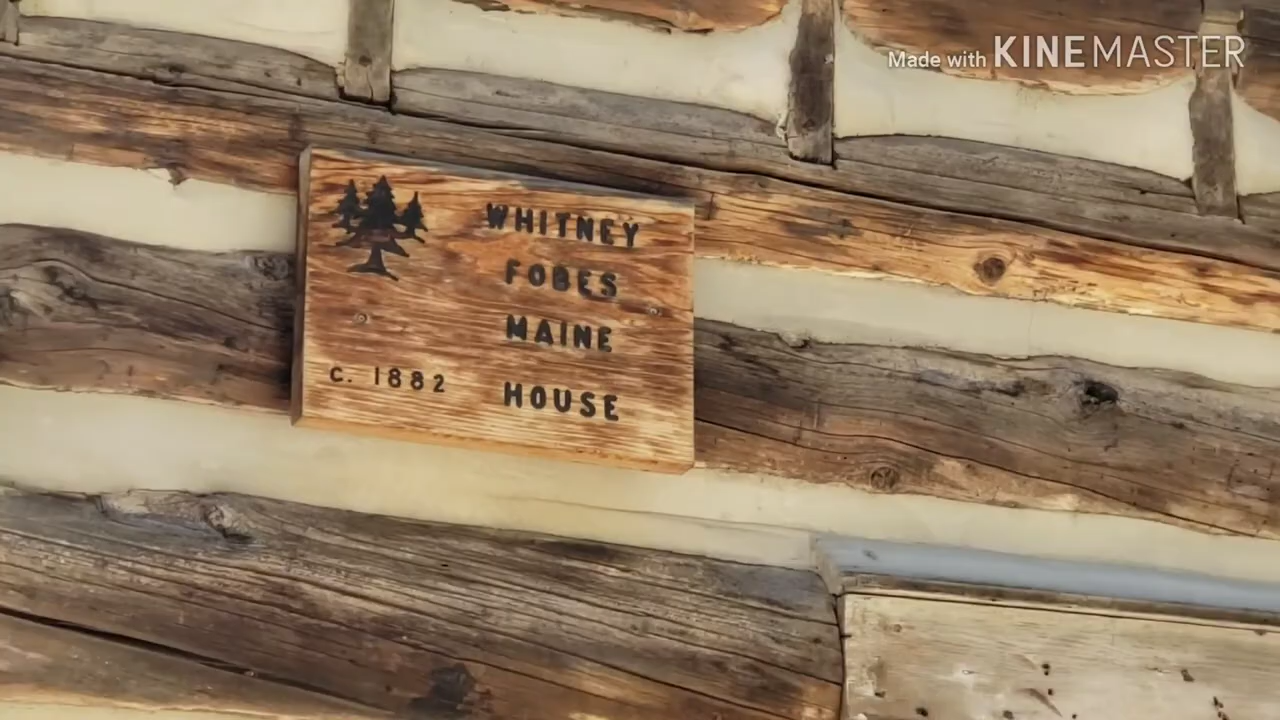 Made with KINEMASTER
WHITNEY
FOBES
MAINE
HOUSE
c. 1882